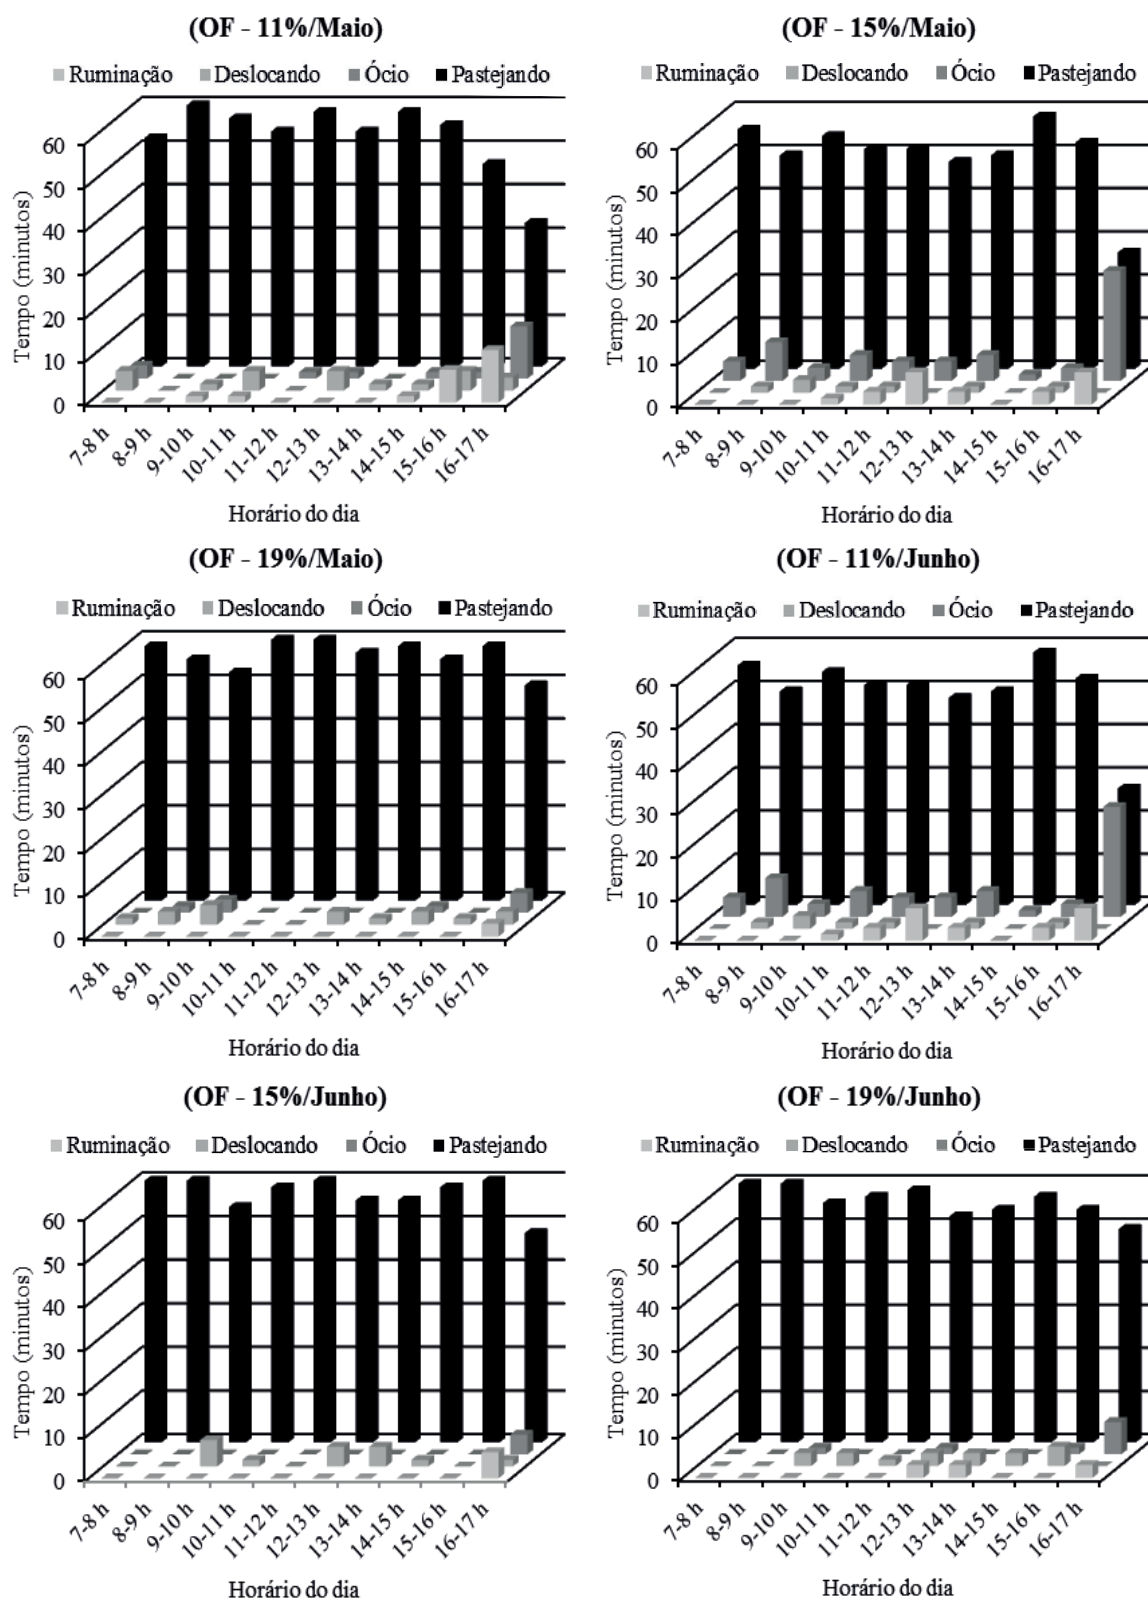 (OF - 11%/Maio)
Ruminação Deslocando Ócio Pastejando
Tempo (minutos)
60
50
40
30
20
10
0
7-8 h 8-9 h 9-10 h 10-11 h 11-12 h 12-13 h 13-14 h 14-15 h 15-16 h 16-17 h
Horário do dia
(OF - 15%/Maio)
Ruminação Deslocando Ócio Pastejando
Tempo (minutos)
60
50
40
30
20
10
0
7-8 h 8-9 h 9-10 h 10-11 h 11-12 h 12-13 h 13-14 h 14-15 h 15-16 h 16-17 h
Horário do dia
(OF - 19%/Maio)
Ruminação Deslocando Ócio Pastejando
Tempo (minutos)
60
50
40
30
20
10
0
7-8 h 8-9 h 9-10 h 10-11 h 11-12 h 12-13 h 13-14 h 14-15 h 15-16 h 16-17 h
Horário do dia
(OF - 11%/Junho)
Ruminação Deslocando Ócio Pastejando
Tempo (minutos)
60
50
40
30
20
10
0
7-8 h 8-9 h 9-10 h 10-11 h 11-12 h 12-13 h 13-14 h 14-15 h 15-16 h 16-17 h
Horário do dia
(OF - 15%/Junho)
Ruminação Deslocando Ócio Pastejando
Tempo (minutos)
60
50
40
30
20
10
0
7-8 h 8-9 h 9-10 h 10-11 h 11-12 h 12-13 h 13-14 h 14-15 h 15-16 h 16-17 h
Horário do dia
(OF - 19%/Junho)
Ruminação Deslocando Ócio Pastejando
Tempo (minutos)
60
50
40
30
20
10
0
7-8 h 8-9 h 9-10 h 10-11 h 11-12 h 12-13 h 13-14 h 14-15 h 15-16 h 16-17 h
Horário do dia